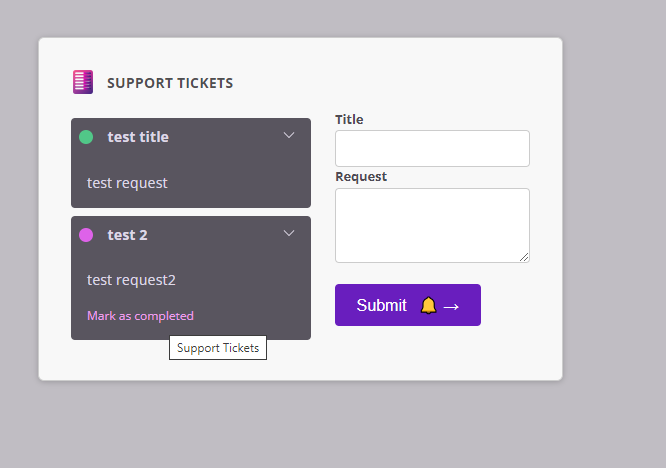 SUPPORT TICKETS
test title
test request
test 2
test request2
Mark as completed
Support Tickets
Title
Request
Submit 🔔→